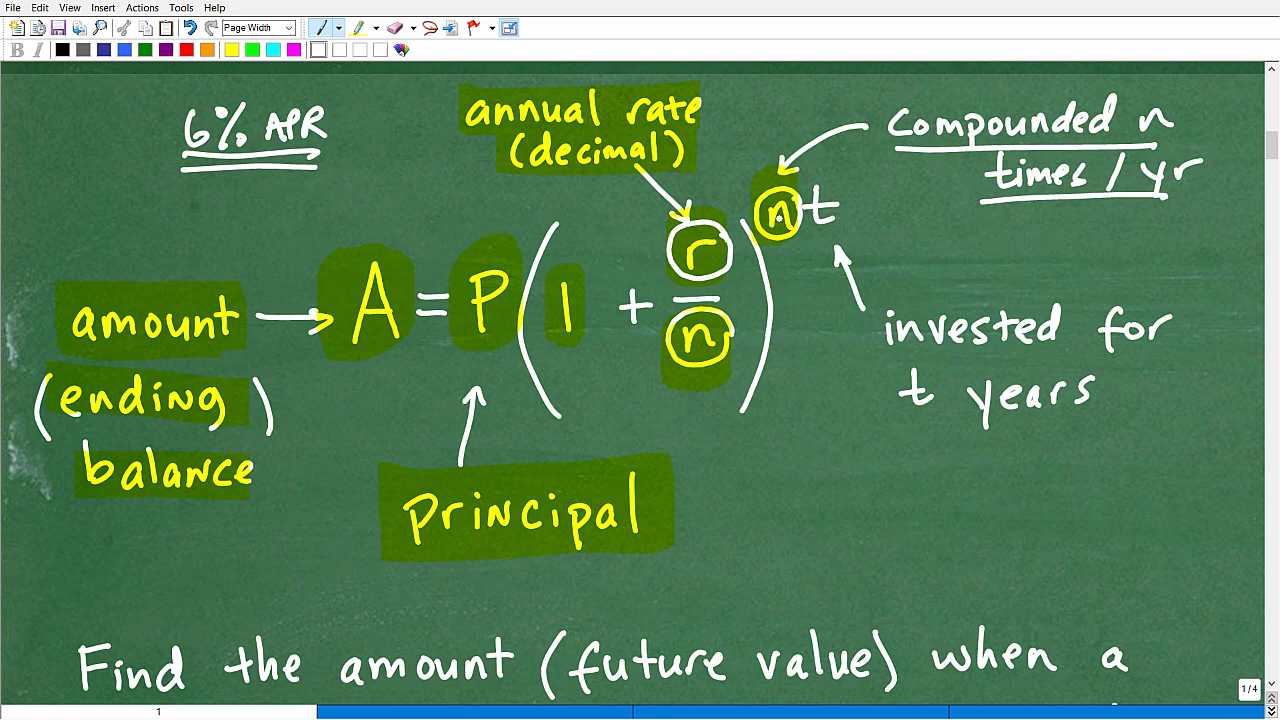 File Edit View Insert Actions Tools Help
Page Width
B I
6% APR
annual rate
(decimal)
compounded n
times / yr
A = P(1 + r/n)^nt
amount
(ending)
balance
invested for
t years
principal
Find the amount (future value) when a
1/4
1